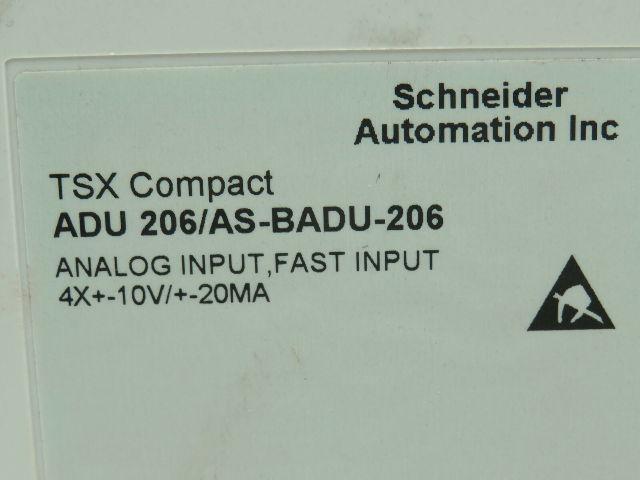 Schneider
Automation Inc
TSX Compact
ADU 206/AS-BADU-206
ANALOG INPUT,FAST INPUT
4X+-10V/+-20MA